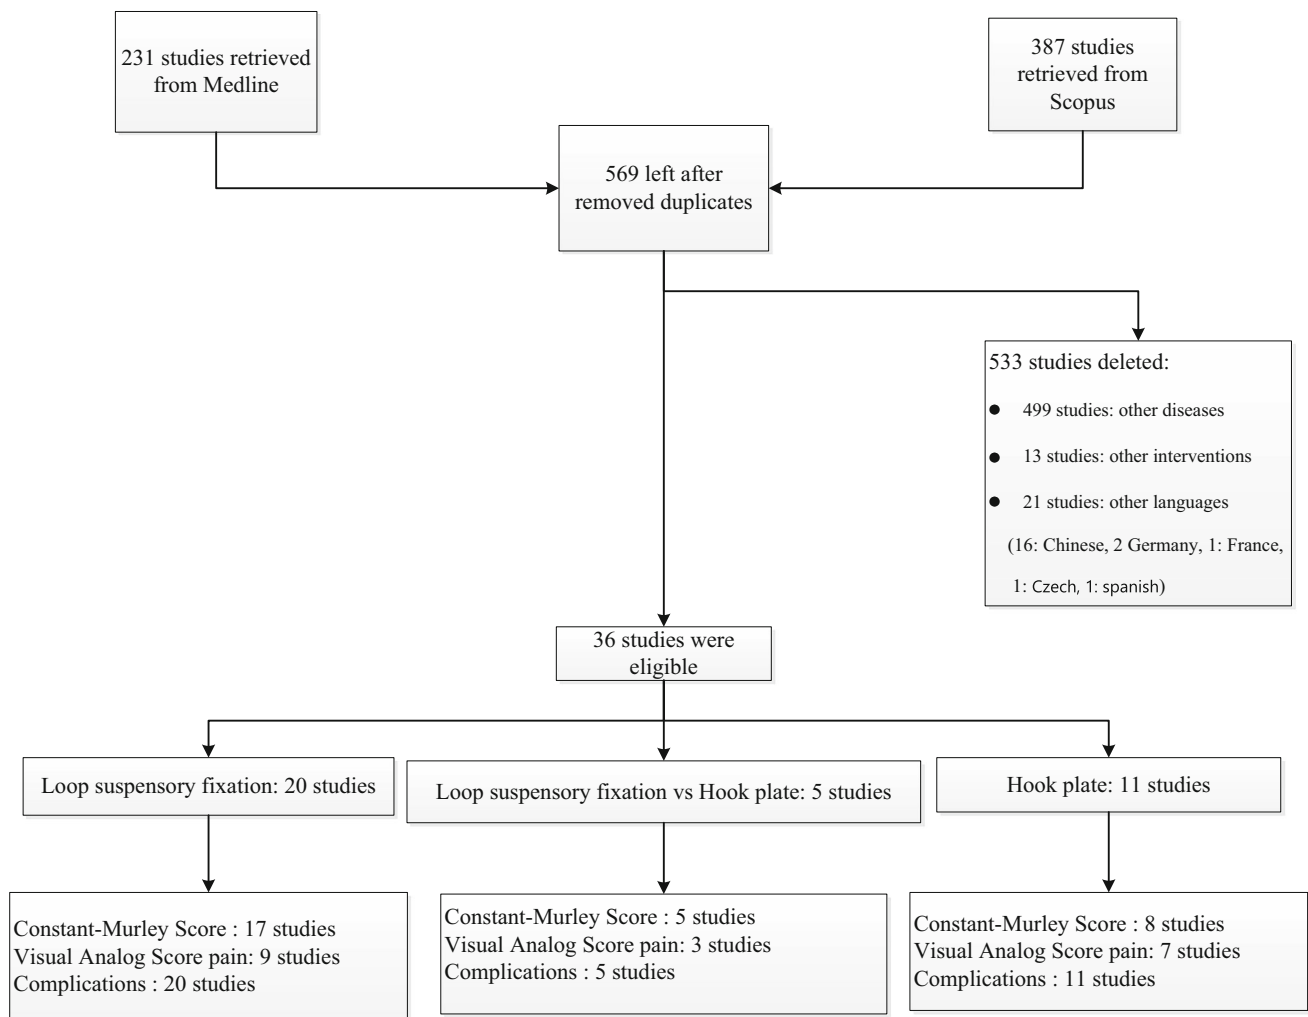 231 studies retrieved
from Medline
387 studies
retrieved from
Scopus
569 left after
removed duplicates
533 studies deleted:
● 499 studies: other diseases
● 13 studies: other interventions
● 21 studies: other languages
(16: Chinese, 2 Germany, 1: France,
1: Czech, 1: spanish)
36 studies were
eligible
Loop suspensory fixation: 20 studies
Loop suspensory fixation vs Hook plate: 5 studies
Hook plate: 11 studies
Constant-Murley Score : 17 studies
Visual Analog Score pain: 9 studies
Complications : 20 studies
Constant-Murley Score : 5 studies
Visual Analog Score pain: 3 studies
Complications : 5 studies
Constant-Murley Score : 8 studies
Visual Analog Score pain: 7 studies
Complications : 11 studies